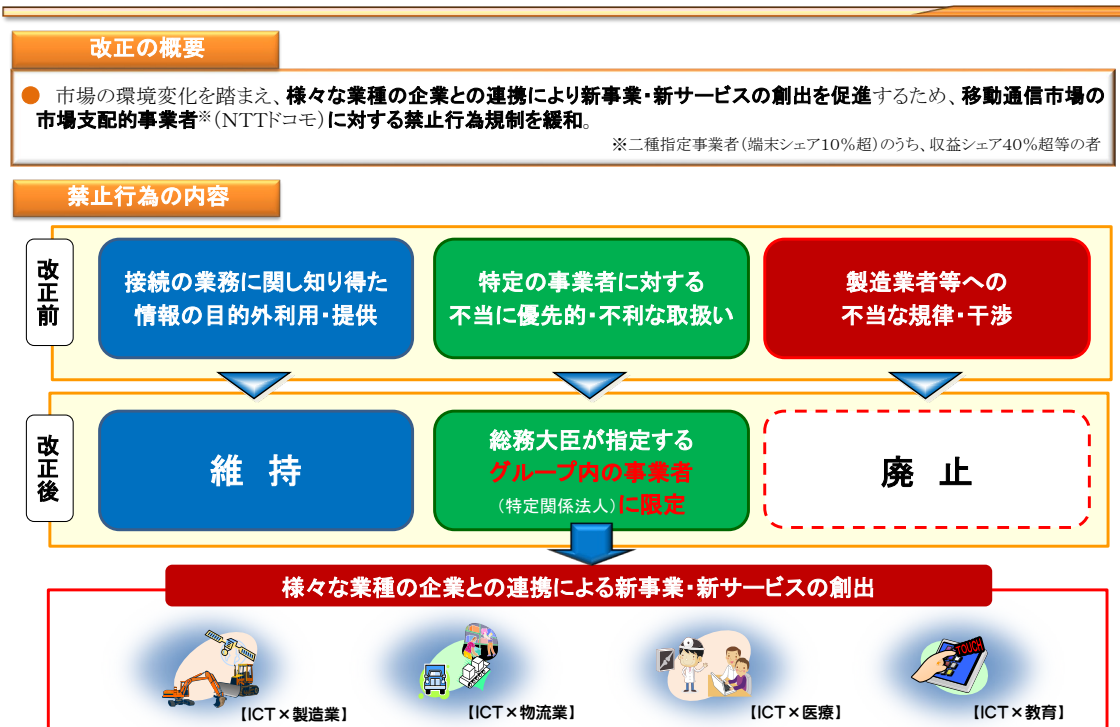 改正の概要
● 市場の環境変化を踏まえ、様々な業種の企業との連携により新事業・新サービスの創出を促進するため、移動通信市場の
市場支配的事業者※(NTTドコモ)に対する禁止行為規制を緩和。
※二種指定事業者(端末シェア10%超)のうち、収益シェア40%超等の者
禁止行為の内容
改正前
接続の業務に関し知り得た
情報の目的外利用・提供
特定の事業者に対する
不当に優先的・不利な取扱い
製造業者等への
不当な規律・干渉
改正後
維 持
総務大臣が指定する
グループ内の事業者
(特定関係法人)に限定
廃 止
様々な業種の企業との連携による新事業・新サービスの創出
TOUCH
【ICT×製造業】
【ICT×物流業】
【ICT×医療】
【ICT×教育】